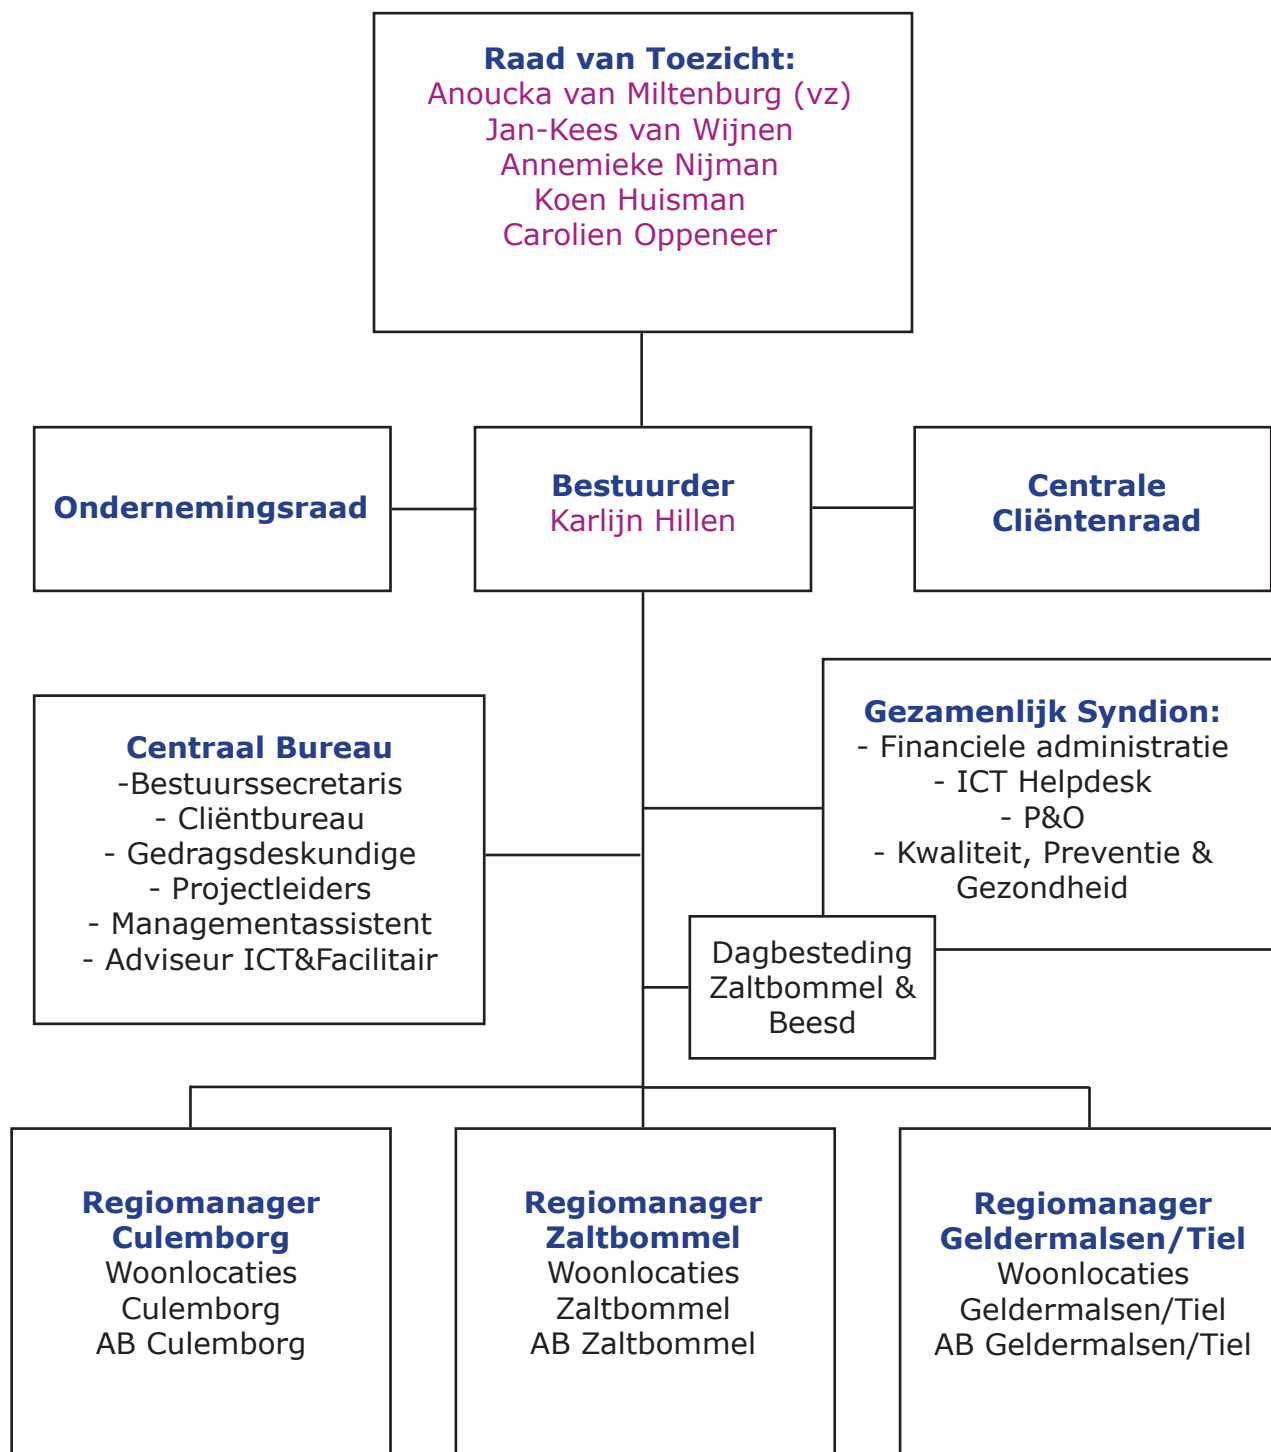 Raad van Toezicht:
Anoucka van Miltenburg (vz)
Jan-Kees van Wijnen
Annemieke Nijman
Koen Huisman
Carolien Oppeneer
Ondernemingsraad
Bestuurder
Karlijn Hillen
Centrale
Cliëntenraad
Centraal Bureau
-Bestuurssecretaris
- Cliëntbureau
- Gedragsdeskundige
- Projectleiders
- Managementassistent
- Adviseur ICT&Facilitair
Gezamenlijk Syndion:
- Financiele administratie
- ICT Helpdesk
- P&O
- Kwaliteit, Preventie &
Gezondheid
Dagbesteding
Zaltbommel &
Beesd
Regiomanager
Culemborg
Woonlocaties
Culemborg
AB Culemborg
Regiomanager
Zaltbommel
Woonlocaties
Zaltbommel
AB Zaltbommel
Regiomanager
Geldermalsen/Tiel
Woonlocaties
Geldermalsen/Tiel
AB Geldermalsen/Tiel